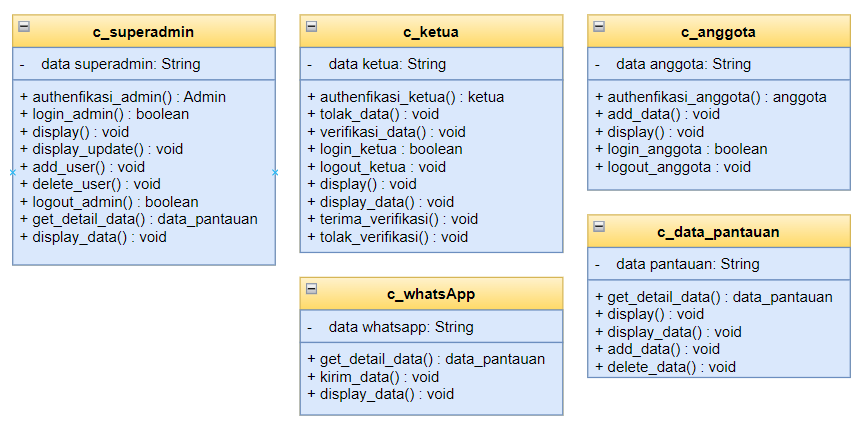 c_superadmin
- data superadmin: String
+ authenfikasi_admin() : Admin
+ login_admin() : boolean
+ display() : void
+ display_update() : void
+ add_user() : void
+ delete_user() : void
+ logout_admin() : boolean
+ get_detail_data() : data_pantauan
+ display_data() : void
c_ketua
- data ketua: String
+ authenfikasi_ketua() : ketua
+ tolak_data() : void
+ verifikasi_data() : void
+ login_ketua : boolean
+ logout_ketua : void
+ display() : void
+ display_data() : void
+ terima_verifikasi() : void
+ tolak_verifikasi() : void
c_anggota
- data anggota: String
+ authenfikasi_anggota() : anggota
+ add_data() : void
+ display() : void
+ login_anggota : boolean
+ logout_anggota : void
c_whatsApp
- data whatsapp: String
+ get_detail_data() : data_pantauan
+ kirim_data() : void
+ display_data() : void
c_data_pantauan
- data pantauan: String
+ get_detail_data() : data_pantauan
+ display() : void
+ display_data() : void
+ add_data() : void
+ delete_data() : void